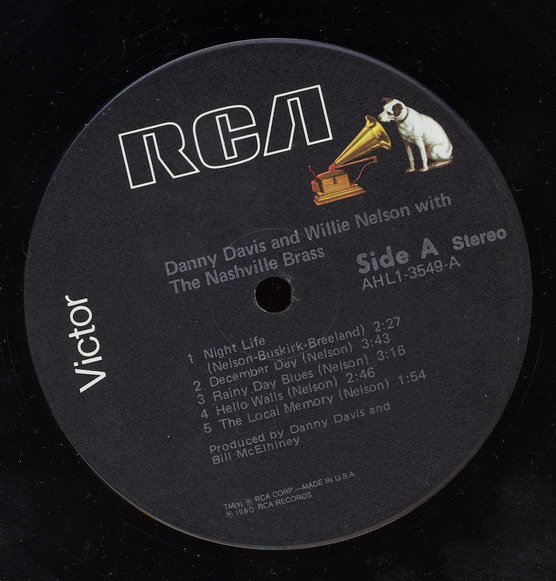 RCA
Danny Davis and Willie Nelson with
The Nashville Brass
Side A Stereo
AHL1-3549-A
Victor
1 Night Life
(Nelson-Buskirk-Breeland) 2:27
2 December Day (Nelson) 3:43
3 Rainy Day Blues (Nelson) 3:16
4 Hello Walls (Nelson) 2:46
5 The Local Memory (Nelson) 1:54
Produced by Danny Davis and
Bill McElhiney
TM(s) ® RCA CORP.—MADE IN U.S.A.
℗ 1980 RCA RECORDS